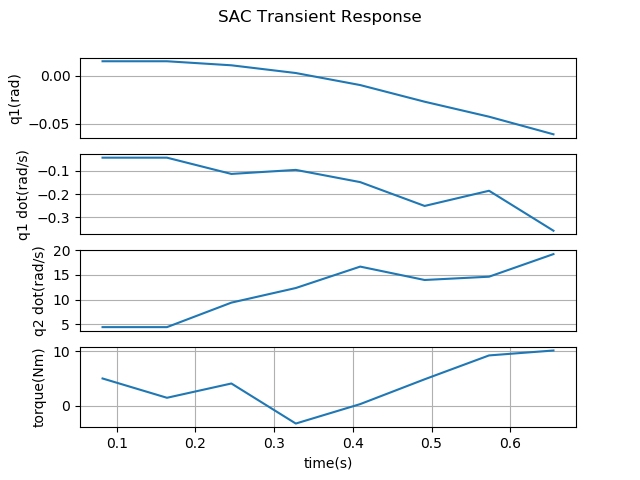 SAC Transient Response
q1(rad)
0.00
−0.05
q1 dot(rad/s)
−0.1
−0.2
−0.3
q2 dot(rad/s)
20
15
10
5
torque(Nm)
10
0
0.1 0.2 0.3 0.4 0.5 0.6
time(s)